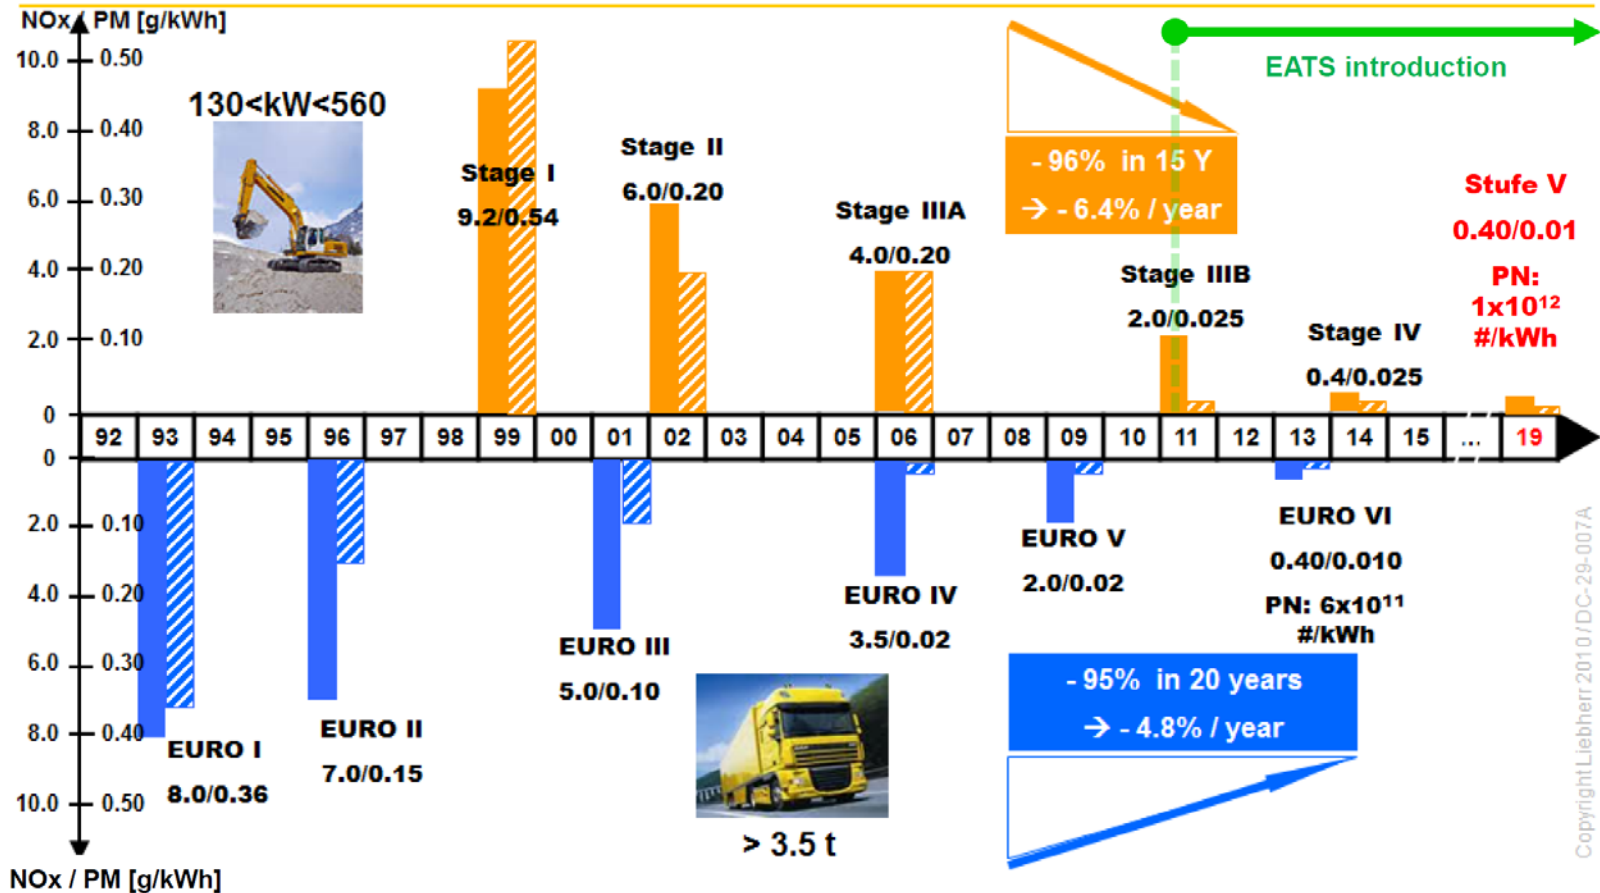 NOx / PM [g/kWh]
10.0 0.50
8.0 0.40
6.0 0.30
4.0 0.20
2.0 0.10
0
130<kW<560
Stage I
9.2/0.54
Stage II
6.0/0.20
Stage IIIA
4.0/0.20
- 96% in 15 Y
→ - 6.4% / year
EATS introduction
Stage IIIB
2.0/0.025
Stage IV
0.4/0.025
Stufe V
0.40/0.01
PN:
1x10¹²
#/kWh
92 93 94 95 96 97 98 99 00 01 02 03 04 05 06 07 08 09 10 11 12 13 14 15 ... 19
0
2.0 0.10
4.0 0.20
6.0 0.30
8.0 0.40
10.0 0.50
NOx / PM [g/kWh]
EURO I
8.0/0.36
EURO II
7.0/0.15
EURO III
5.0/0.10
> 3.5 t
EURO IV
3.5/0.02
EURO V
2.0/0.02
EURO VI
0.40/0.010
PN: 6x10¹¹
#/kWh
- 95% in 20 years
→ - 4.8% / year
Copyright Liebherr 2010 / DC-29-007A